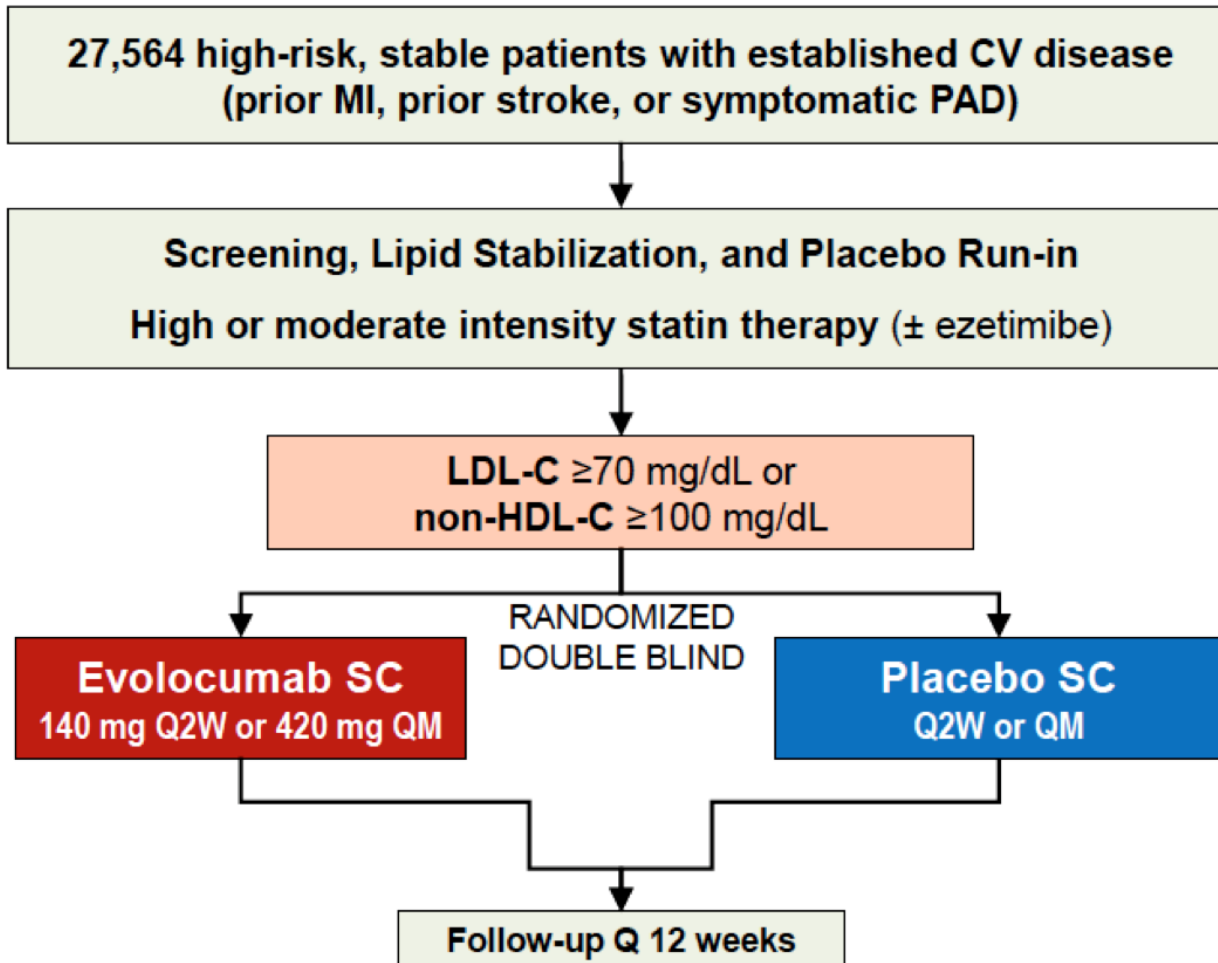 27,564 high-risk, stable patients with established CV disease
(prior MI, prior stroke, or symptomatic PAD)
Screening, Lipid Stabilization, and Placebo Run-in
High or moderate intensity statin therapy (± ezetimibe)
LDL-C ≥70 mg/dL or
non-HDL-C ≥100 mg/dL
RANDOMIZED
DOUBLE BLIND
Evolocumab SC
140 mg Q2W or 420 mg QM
Placebo SC
Q2W or QM
Follow-up Q 12 weeks